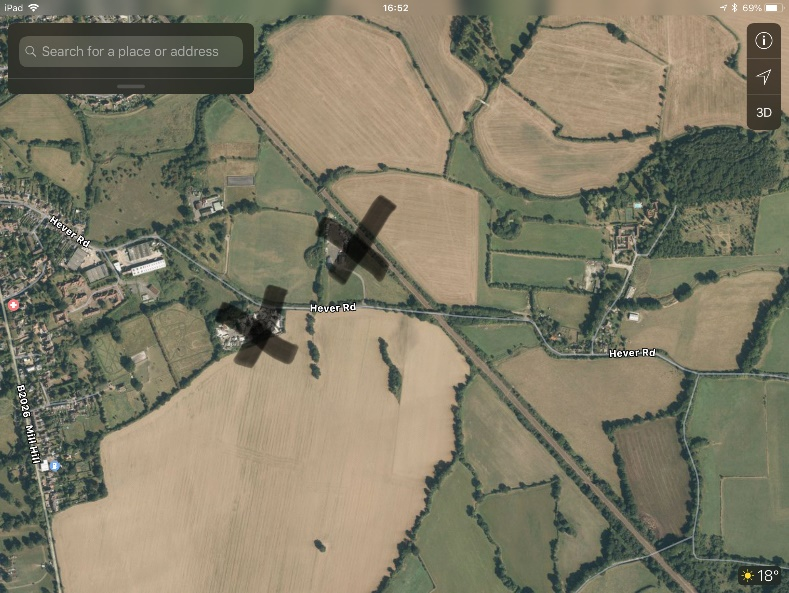 iPad 16:52 69%
Search for a place or address
3D
Hever Rd
Hever Rd
Hever Rd
B2026 Mill Hill
18°